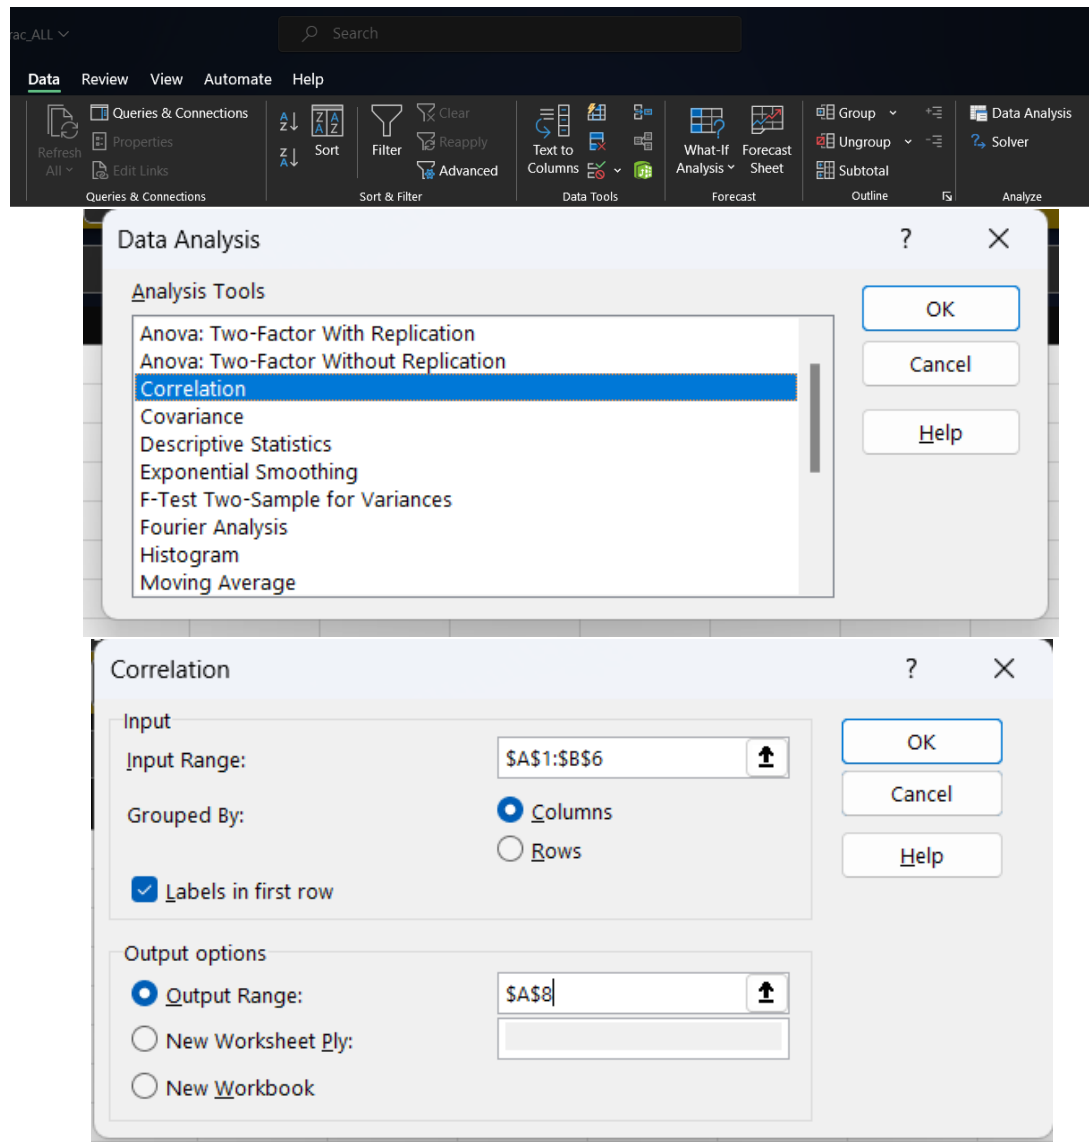 rac_ALL
Search
Data Review View Automate Help
Refresh All
Queries & Connections
Properties
Edit Links
Queries & Connections
Sort
Filter
Clear
Reapply
Advanced
Sort & Filter
Text to Columns
Data Tools
What-If Analysis
Forecast Sheet
Forecast
Group
Ungroup
Subtotal
Outline
Data Analysis
Solver
Analyze
Data Analysis ?
Analysis Tools
Anova: Two-Factor With Replication
Anova: Two-Factor Without Replication
Correlation
Covariance
Descriptive Statistics
Exponential Smoothing
F-Test Two-Sample for Variances
Fourier Analysis
Histogram
Moving Average
OK
Cancel
Help
Correlation ?
Input
Input Range: $A$1:$B$6
Grouped By: Columns
Rows
Labels in first row
OK
Cancel
Help
Output options
Output Range: $A$8
New Worksheet Ply:
New Workbook